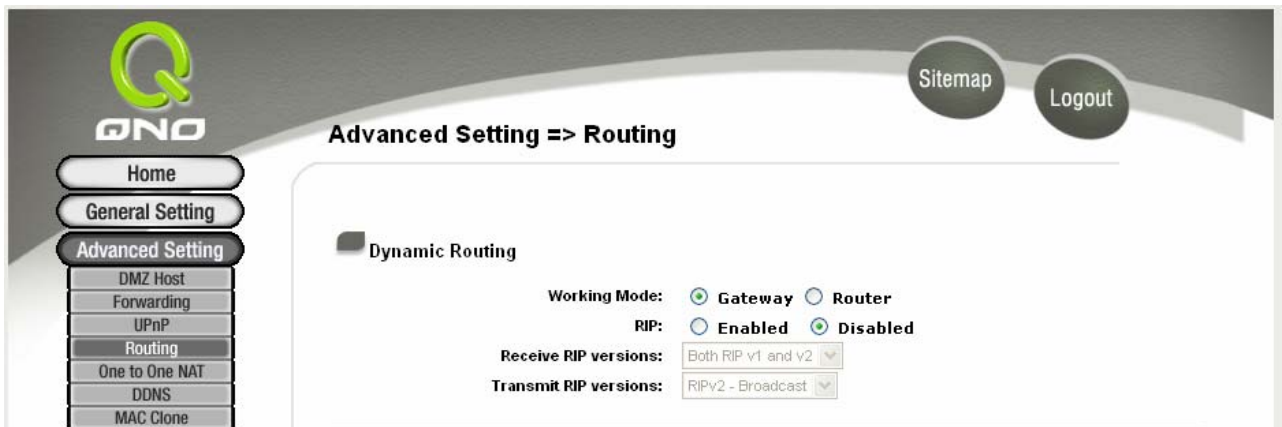 QNO
Sitemap
Logout
Advanced Setting => Routing
Home
General Setting
Advanced Setting
DMZ Host
Forwarding
UPnP
Routing
One to One NAT
DDNS
MAC Clone
Dynamic Routing
Working Mode: Gateway Router
RIP: Enabled Disabled
Receive RIP versions: Both RIP v1 and v2
Transmit RIP versions: RIPv2 - Broadcast